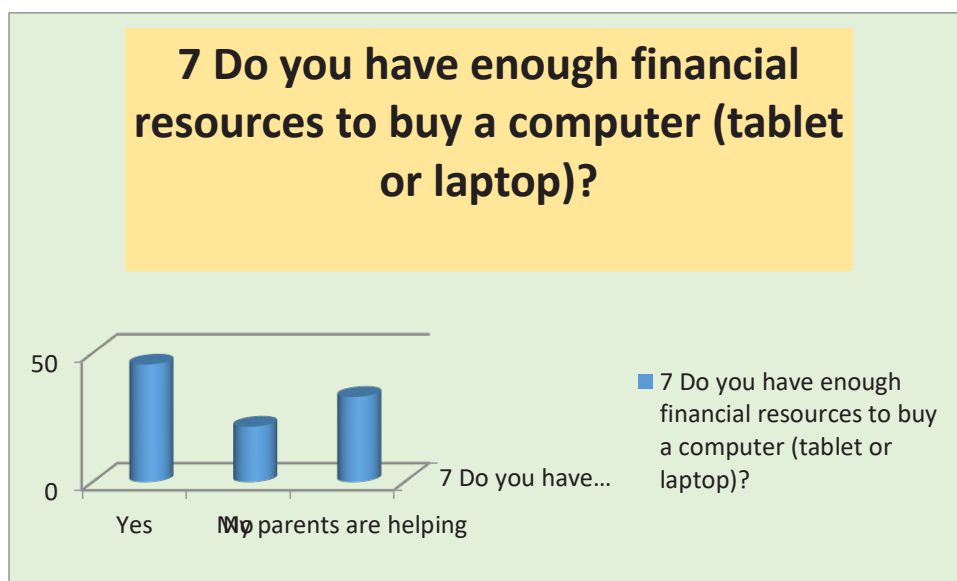 7 Do you have enough financial
resources to buy a computer (tablet
or laptop)?
50
0
7 Do you have...
Yes
No
My parents are helping
7 Do you have enough
financial resources to buy
a computer (tablet or
laptop)?